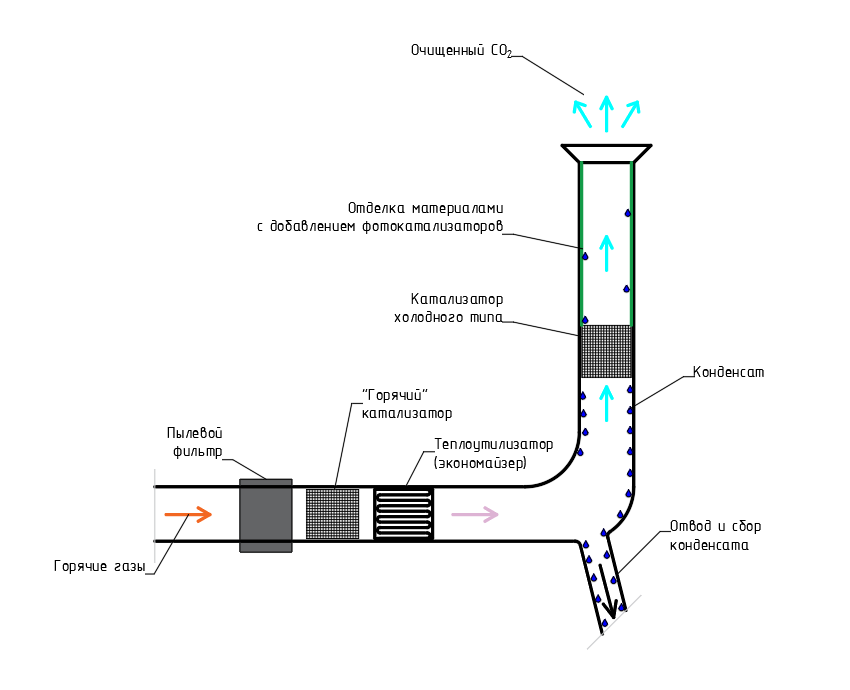 Очищенный CO2
Отделка материалами
с добавлением фотокатализаторов
Катализатор
холодного типа
Конденсат
"Горячий"
катализатор
Пылевой
фильтр
Теплоутилизатор
(экономайзер)
Отвод и сбор
конденсата
Горячие газы